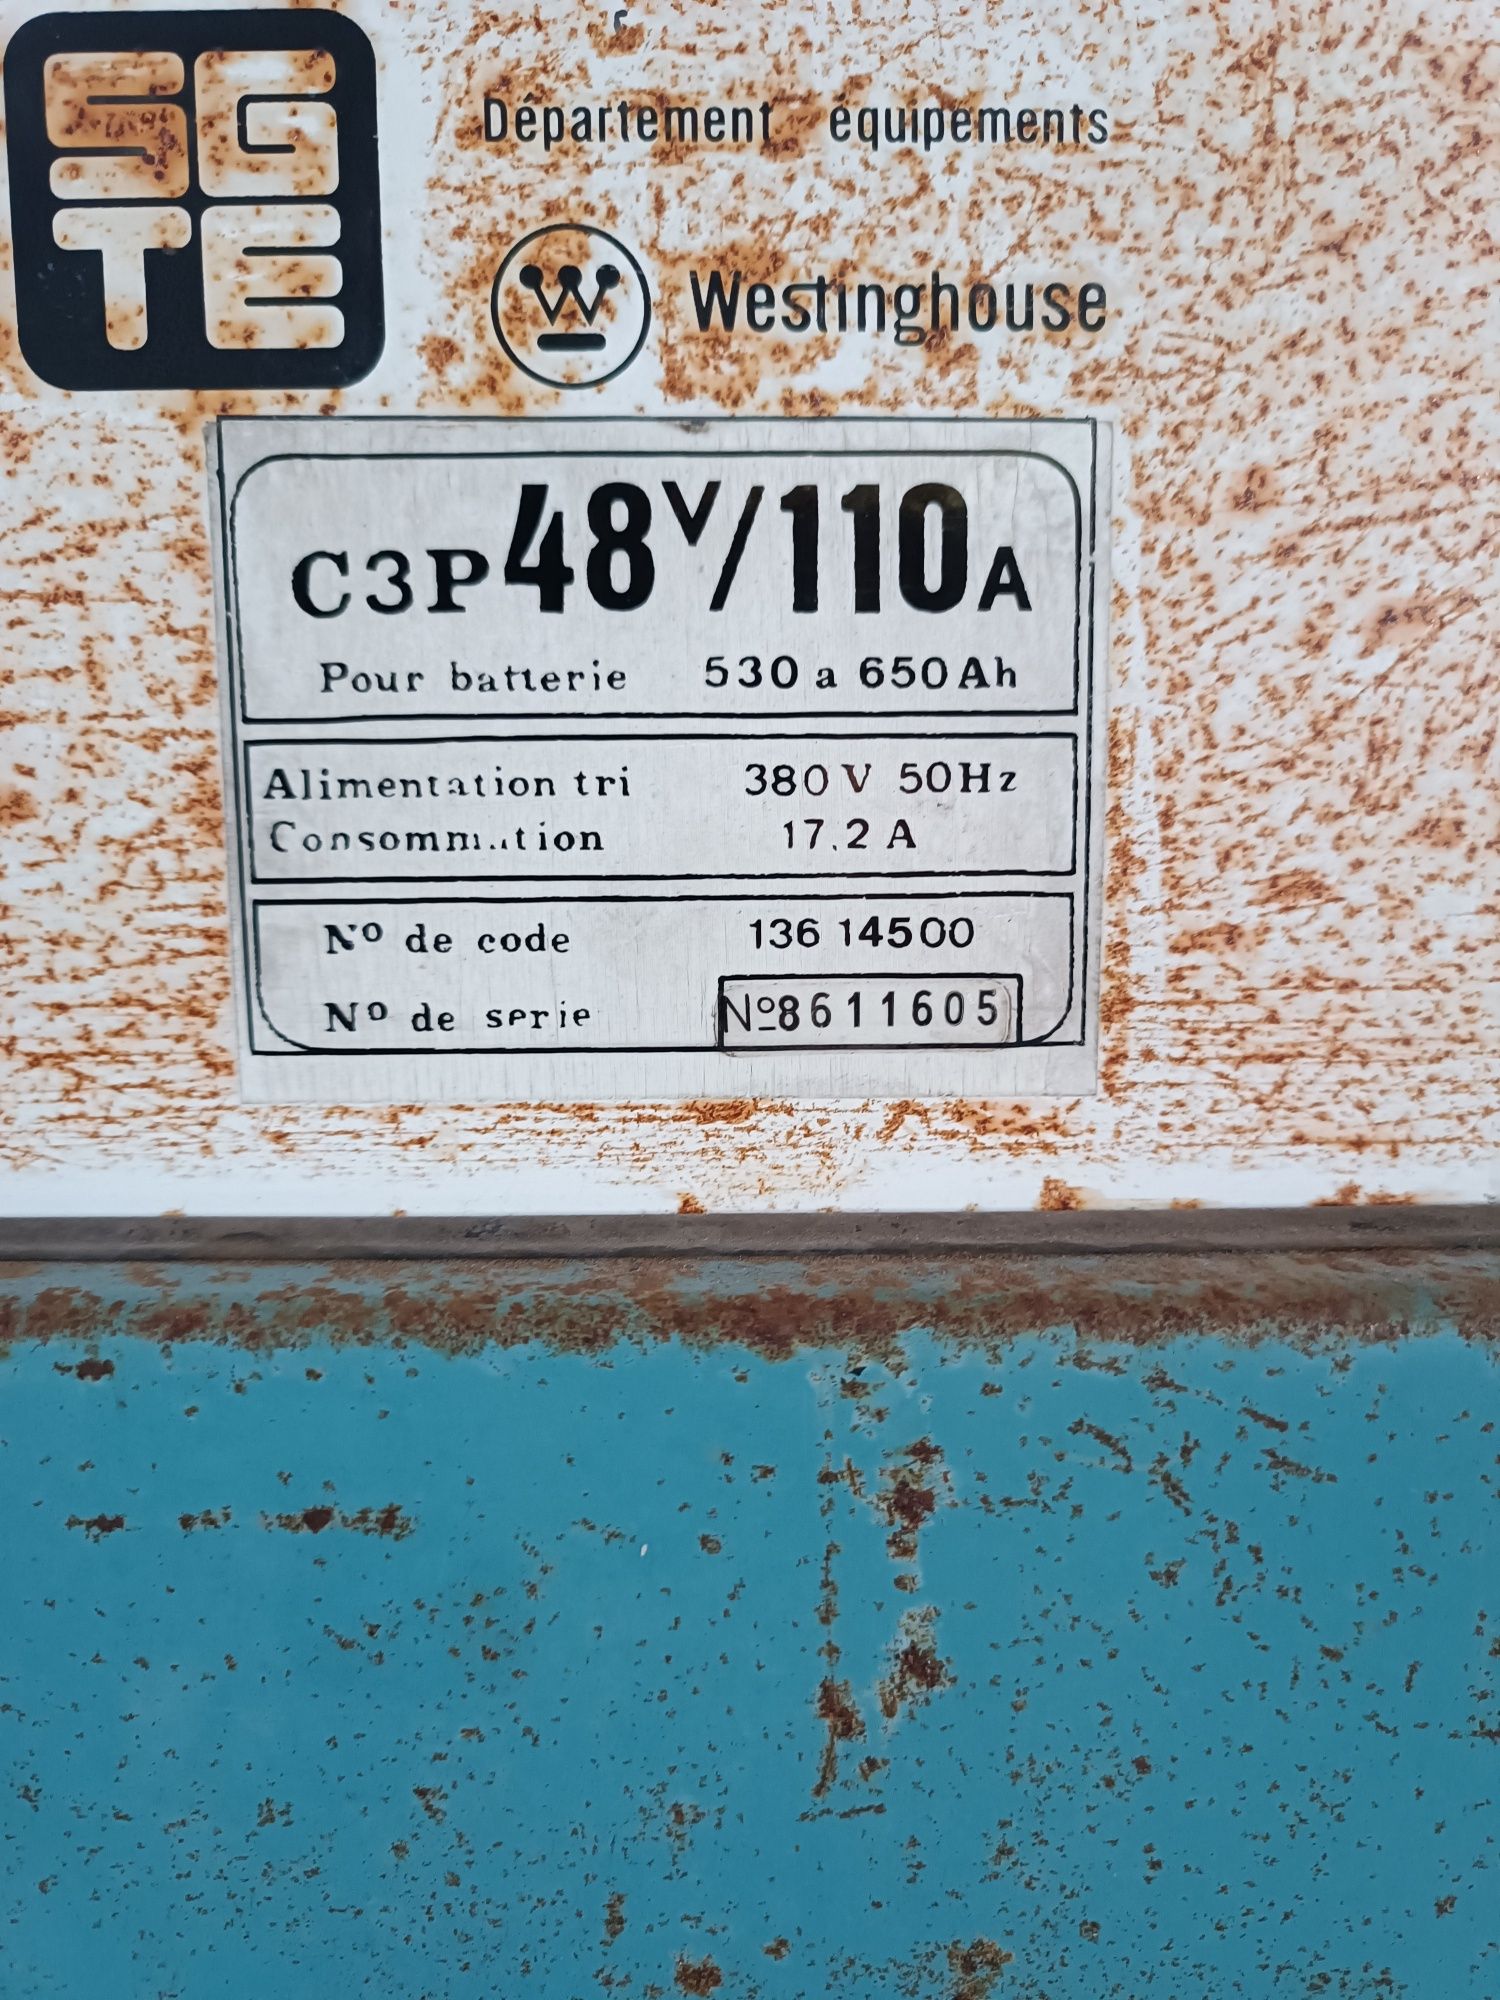 SG
TE
Département équipements
W Westinghouse
C3P 48V/110A
Pour batterie 530 a 650Ah
Alimentation tri 380V 50Hz
Consommation 17.2 A
No de code 136 14500
No de serie Nº8611605